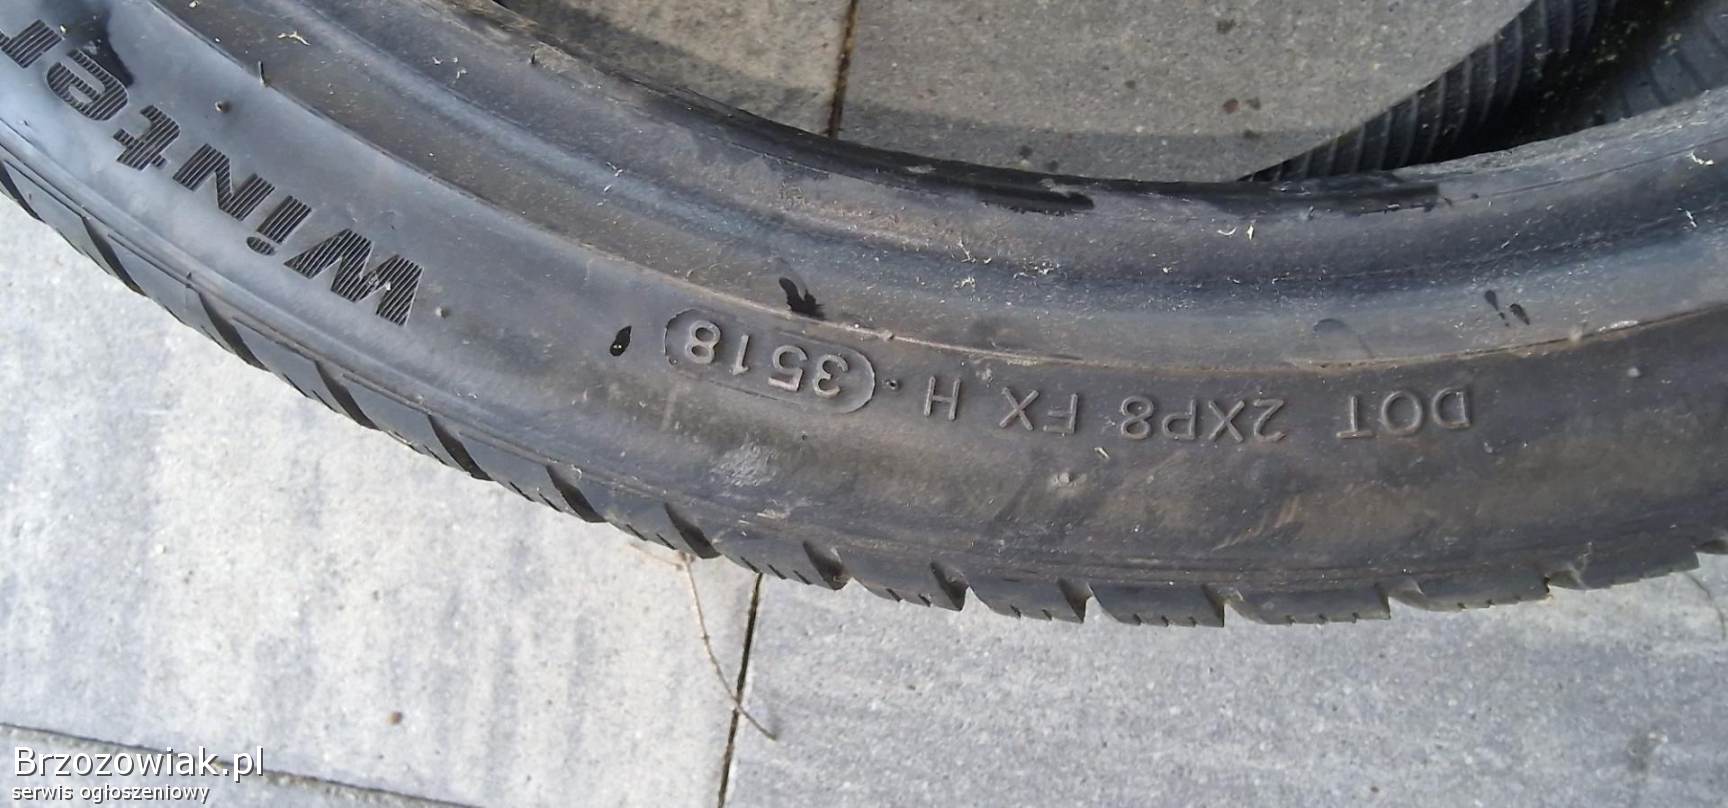 Winter
DOT 2XP8 FX H · 3518
Brzozowiak.pl
serwis ogłoszeniowy